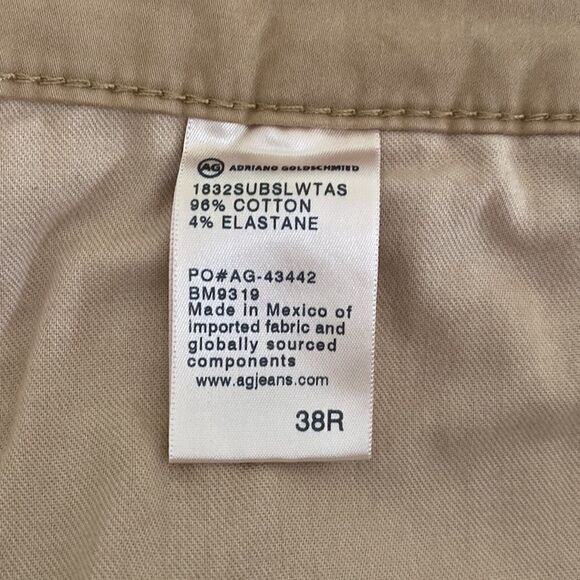 AG ADRIANO GOLDSCHMIED
1832SUBSLWTAS
96% COTTON
4% ELASTANE
PO#AG-43442
BM9319
Made in Mexico of
imported fabric and
globally sourced
components
www.agjeans.com
38R